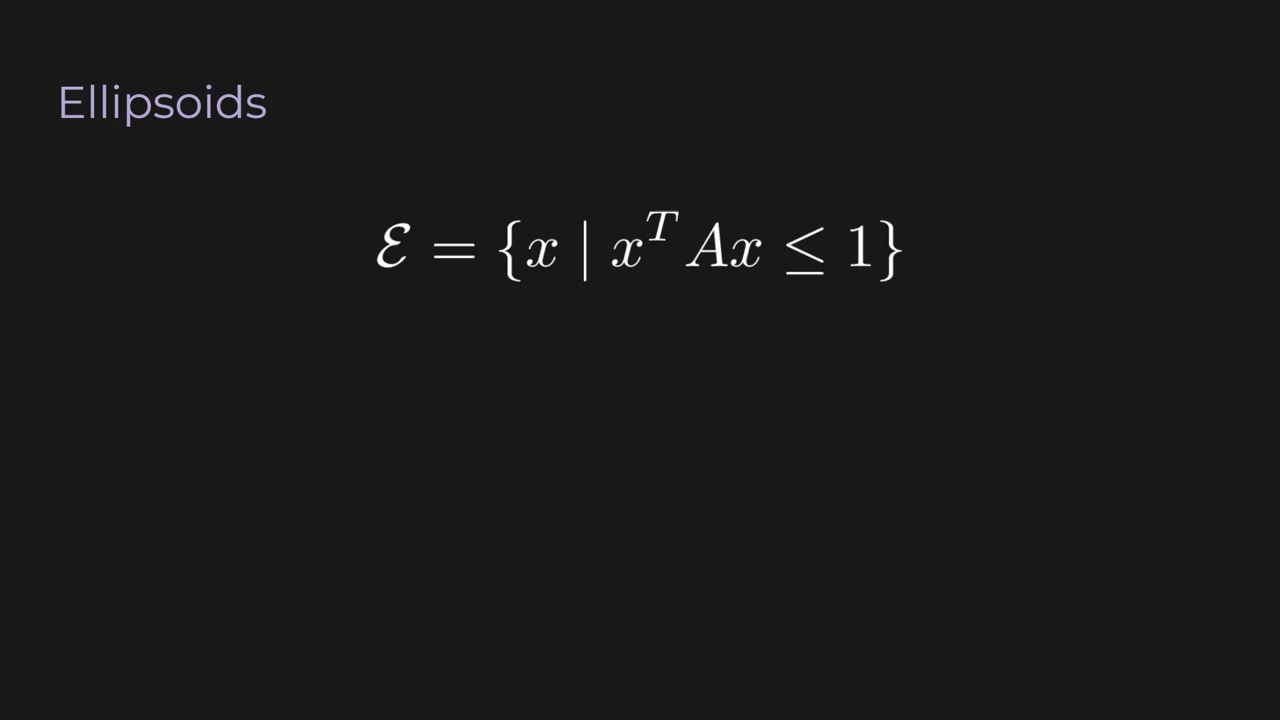 Ellipsoids
ℰ = {x | x^T Ax ≤ 1}